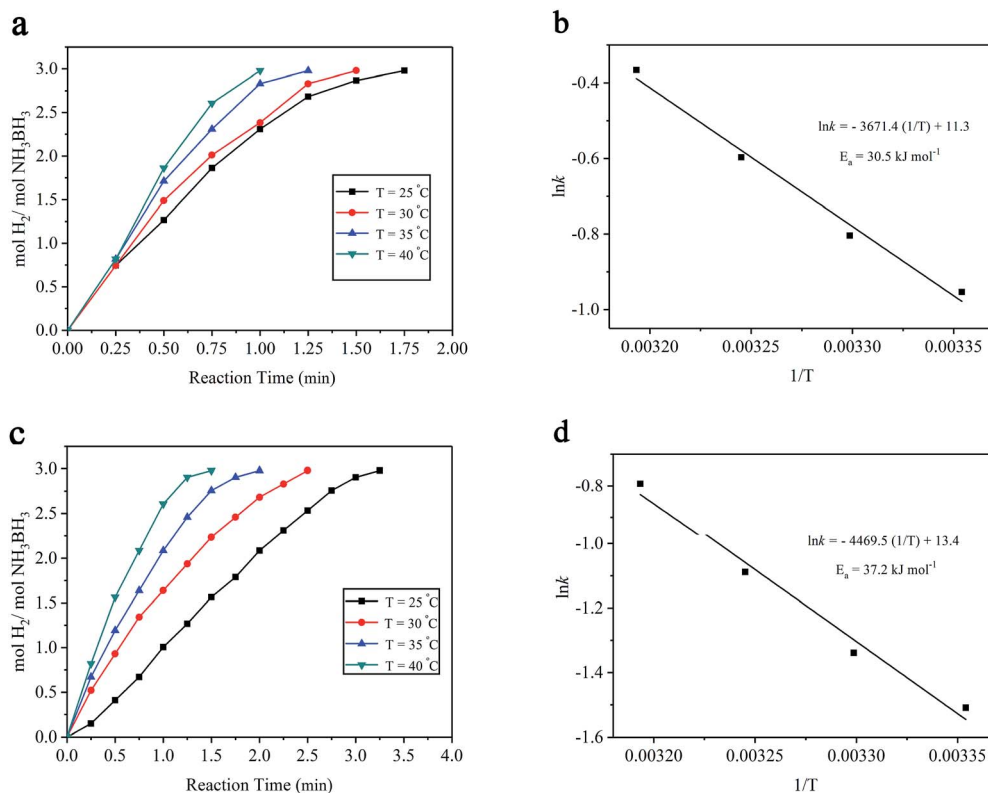 a
mol H₂/ mol NH₃BH₃
3.0
2.5
2.0
1.5
1.0
0.5
0.0
T = 25 °C
T = 30 °C
T = 35 °C
T = 40 °C
0.00 0.25 0.50 0.75 1.00 1.25 1.50 1.75 2.00
Reaction Time (min)
b
lnk
-0.4
-0.6
-0.8
-1.0
lnk = - 3671.4 (1/T) + 11.3
Eₐ = 30.5 kJ mol⁻¹
0.00320 0.00325 0.00330 0.00335
1/T
c
mol H₂/ mol NH₃BH₃
3.0
2.5
2.0
1.5
1.0
0.5
0.0
T = 25 °C
T = 30 °C
T = 35 °C
T = 40 °C
0.0 0.5 1.0 1.5 2.0 2.5 3.0 3.5 4.0
Reaction Time (min)
d
lnk
-0.8
-1.0
-1.2
-1.4
-1.6
lnk = - 4469.5 (1/T) + 13.4
Eₐ = 37.2 kJ mol⁻¹
0.00320 0.00325 0.00330 0.00335
1/T